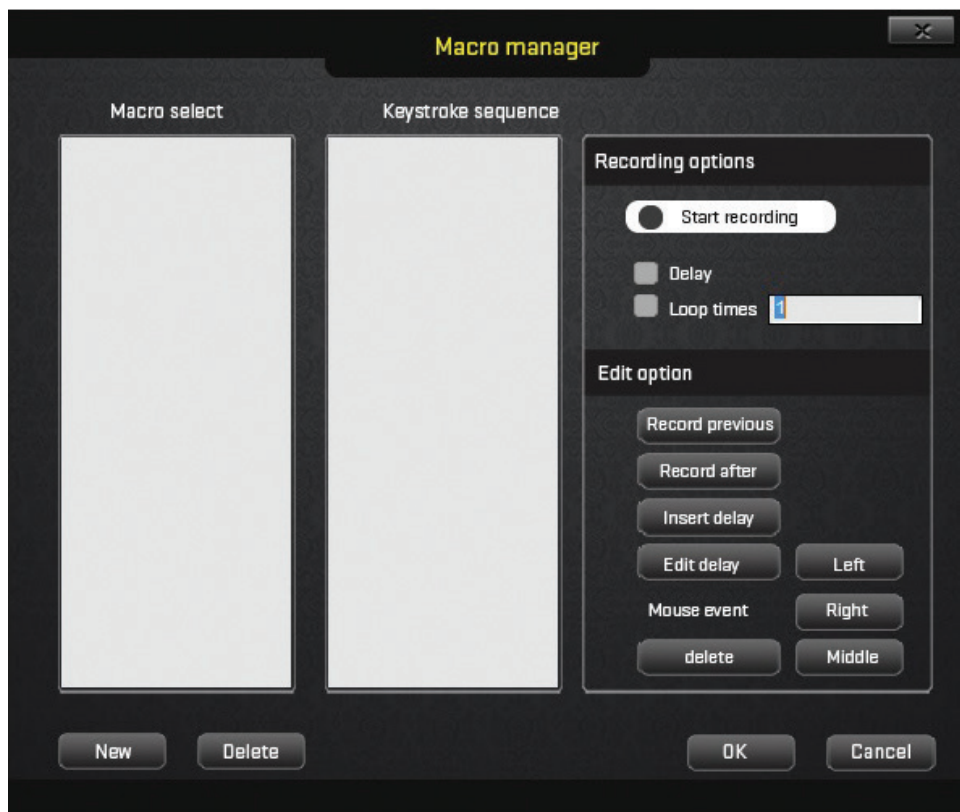 Macro manager
Macro select
Keystroke sequence
Recording options
Start recording
Delay
Loop times 1
Edit option
Record previous
Record after
Insert delay
Edit delay Left
Mouse event Right
delete Middle
New Delete OK Cancel